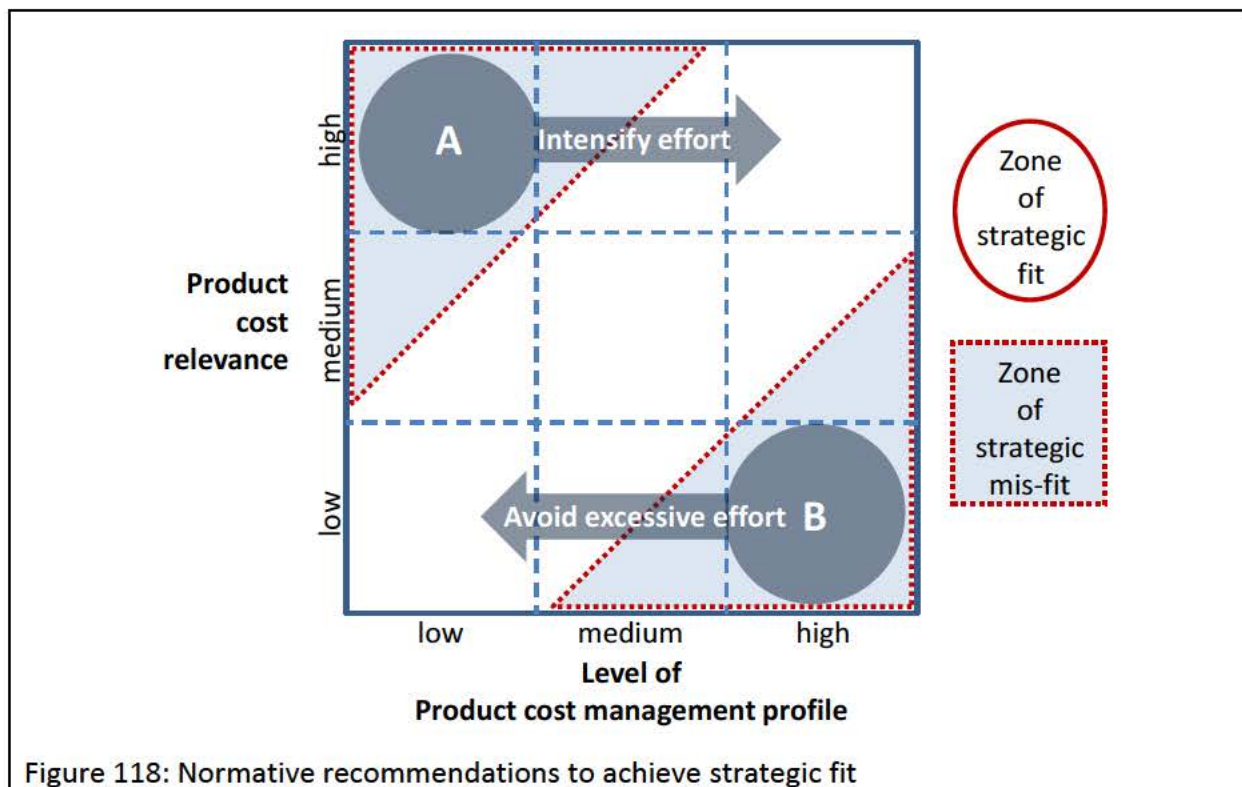 high
medium
low
Product
cost
relevance
A
Intensify effort
Avoid excessive effort
B
low
medium
high
Level of
Product cost management profile
Zone
of
strategic
fit
Zone
of
strategic
mis-fit
Figure 118: Normative recommendations to achieve strategic fit